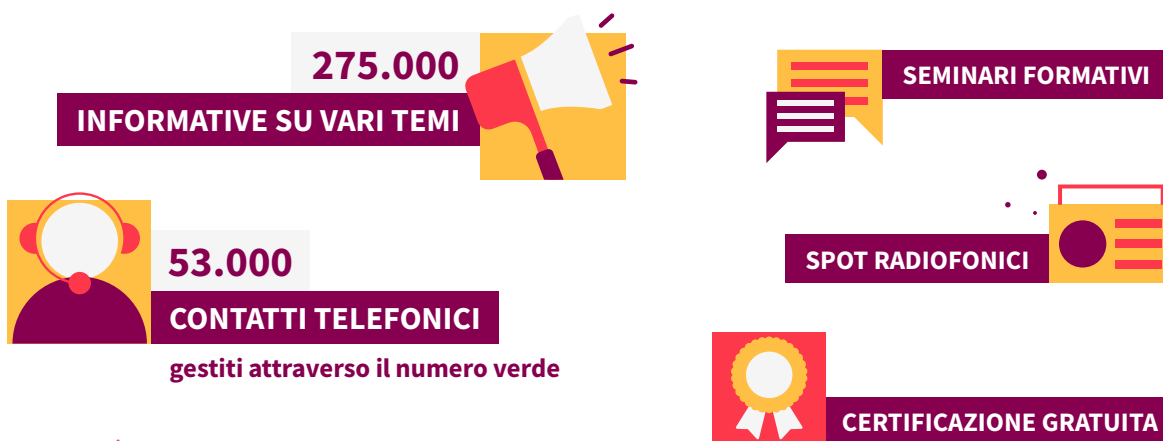 275.000
INFORMATIVE SU VARI TEMI
53.000
CONTATTI TELEFONICI
gestiti attraverso il numero verde
SEMINARI FORMATIVI
SPOT RADIOFONICI
CERTIFICAZIONE GRATUITA